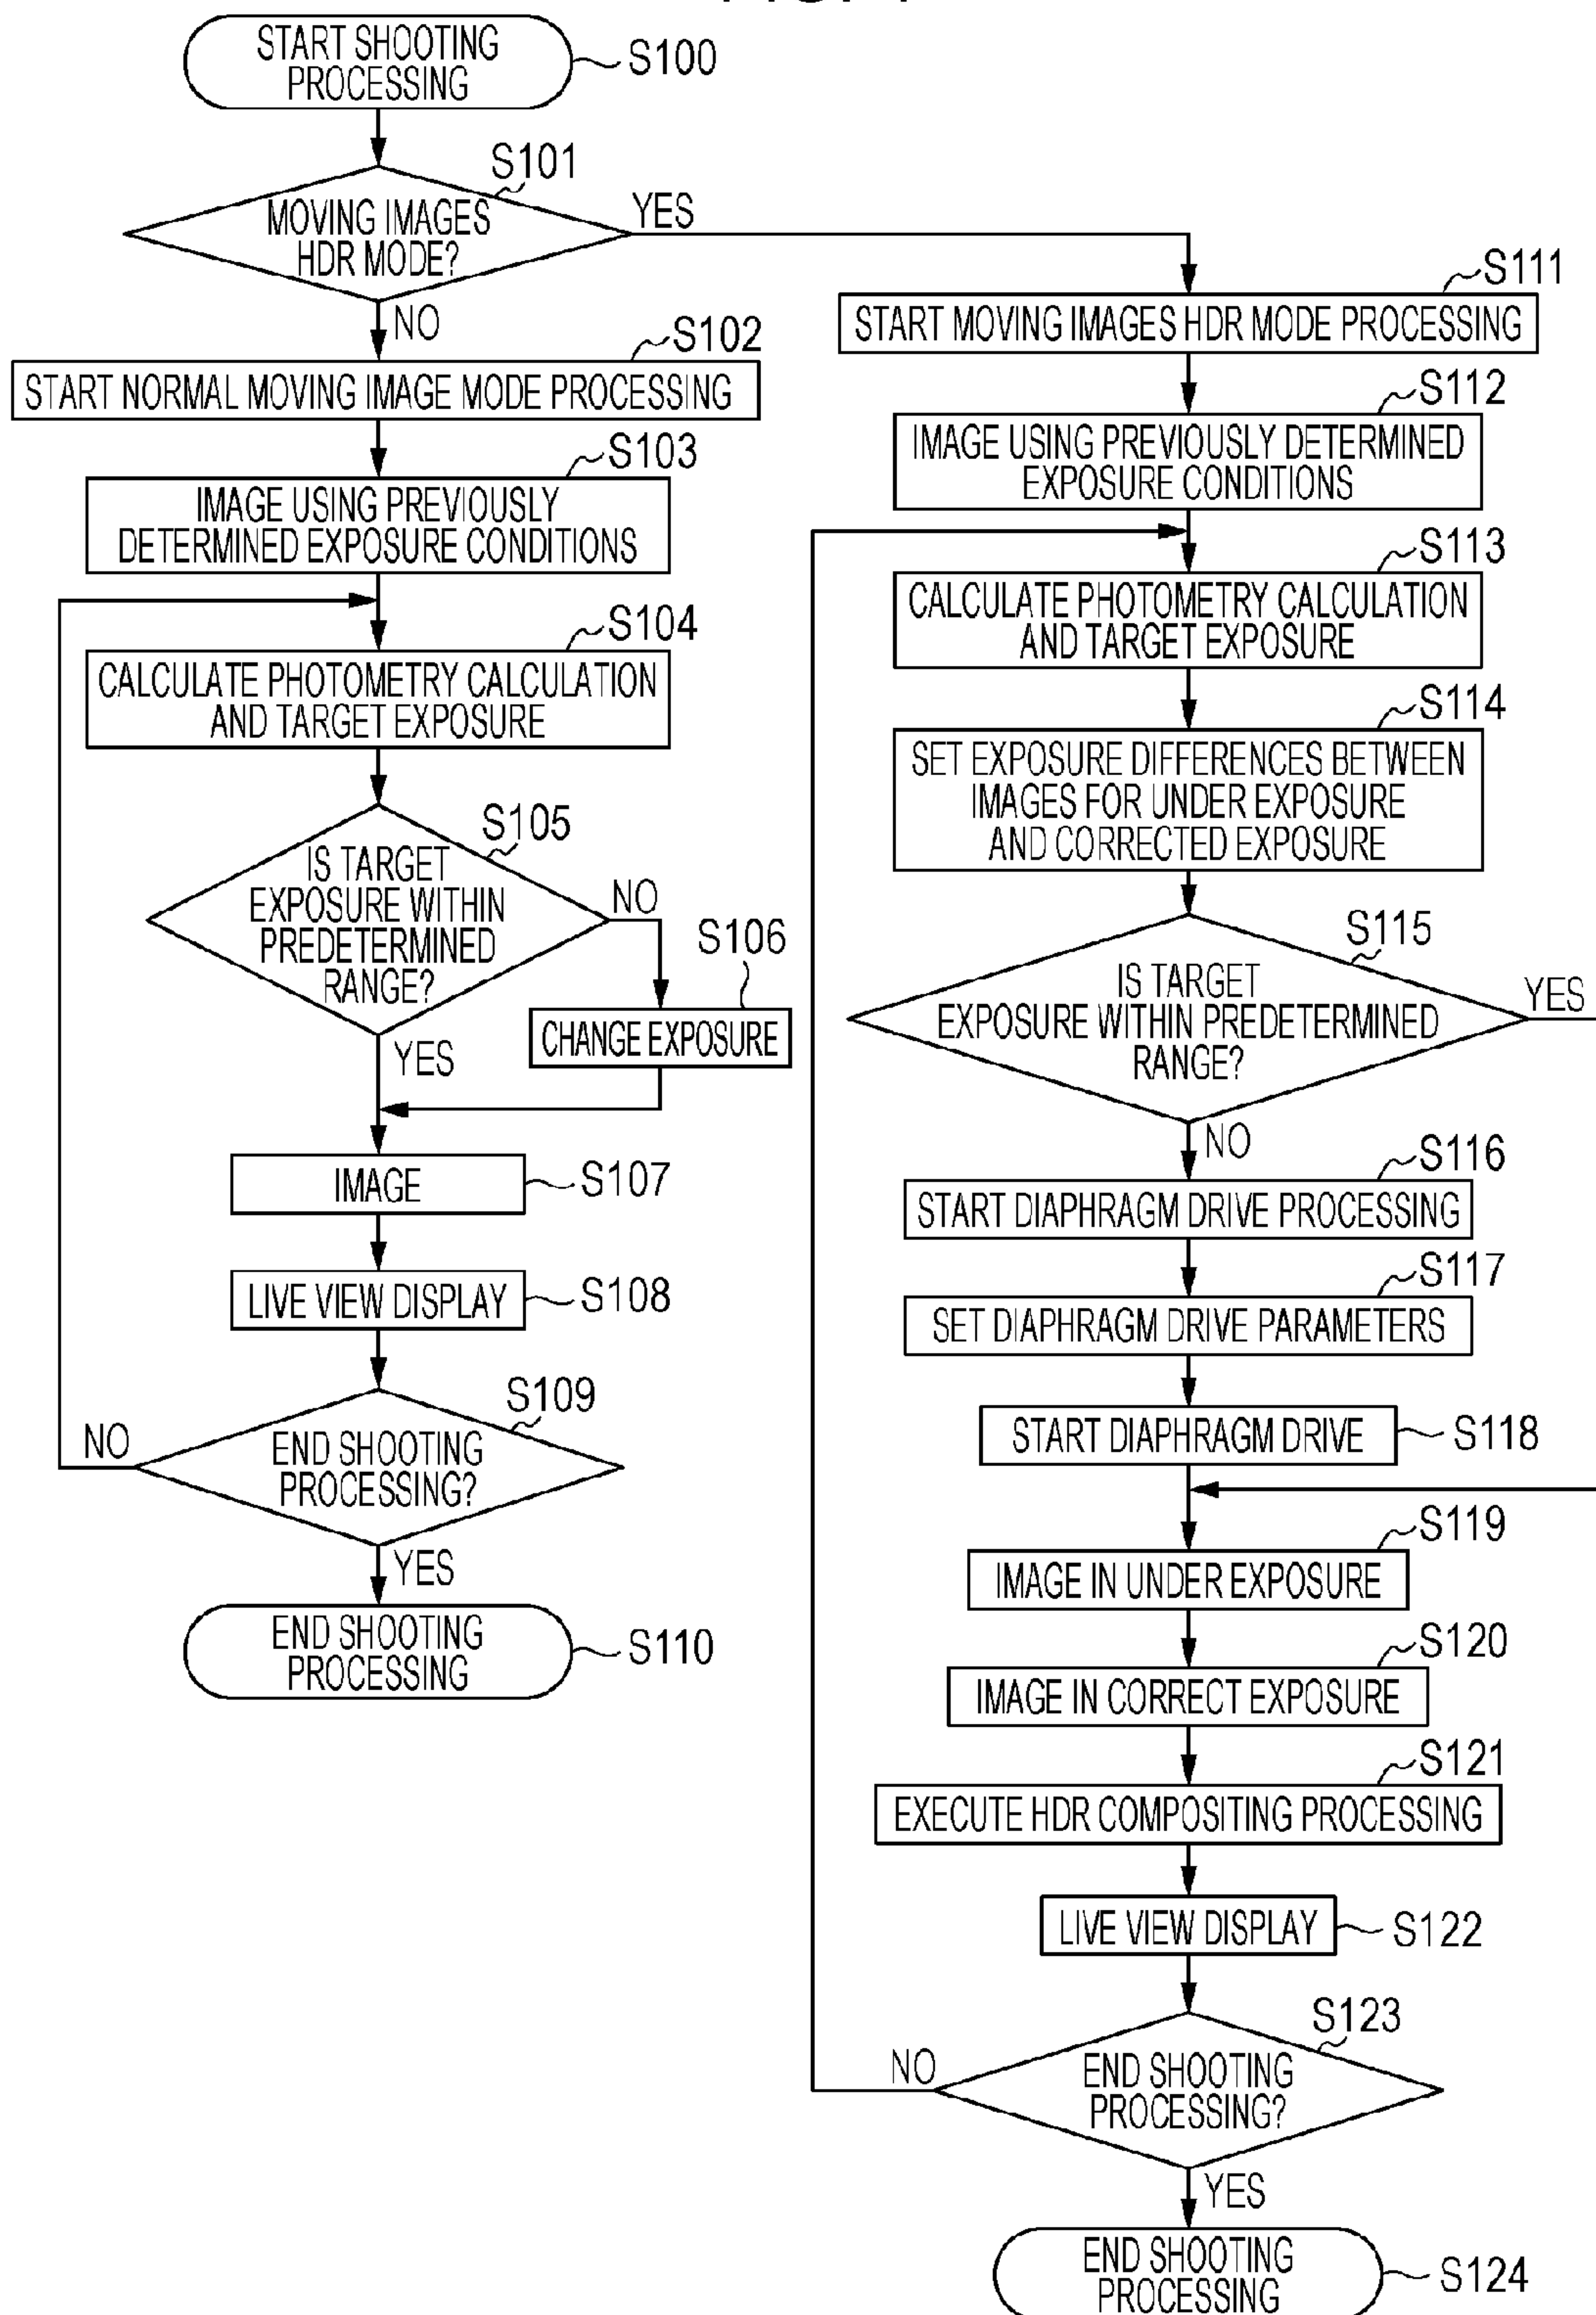 START SHOOTING
PROCESSING
S100
S101
MOVING IMAGES
HDR MODE?
YES
NO
S102
START NORMAL MOVING IMAGE MODE PROCESSING
S103
IMAGE USING PREVIOUSLY
DETERMINED EXPOSURE CONDITIONS
S104
CALCULATE PHOTOMETRY CALCULATION
AND TARGET EXPOSURE
S105
IS TARGET
EXPOSURE WITHIN
PREDETERMINED
RANGE?
NO
S106
CHANGE EXPOSURE
YES
IMAGE
S107
LIVE VIEW DISPLAY
S108
S109
END SHOOTING
PROCESSING?
NO
YES
END SHOOTING
PROCESSING
S110
S111
START MOVING IMAGES HDR MODE PROCESSING
S112
IMAGE USING PREVIOUSLY DETERMINED
EXPOSURE CONDITIONS
S113
CALCULATE PHOTOMETRY CALCULATION
AND TARGET EXPOSURE
S114
SET EXPOSURE DIFFERENCES BETWEEN
IMAGES FOR UNDER EXPOSURE
AND CORRECTED EXPOSURE
S115
IS TARGET
EXPOSURE WITHIN PREDETERMINED
RANGE?
YES
NO
S116
START DIAPHRAGM DRIVE PROCESSING
S117
SET DIAPHRAGM DRIVE PARAMETERS
START DIAPHRAGM DRIVE
S118
S119
IMAGE IN UNDER EXPOSURE
S120
IMAGE IN CORRECT EXPOSURE
S121
EXECUTE HDR COMPOSITING PROCESSING
LIVE VIEW DISPLAY
S122
S123
END SHOOTING
PROCESSING?
NO
YES
END SHOOTING
PROCESSING
S124